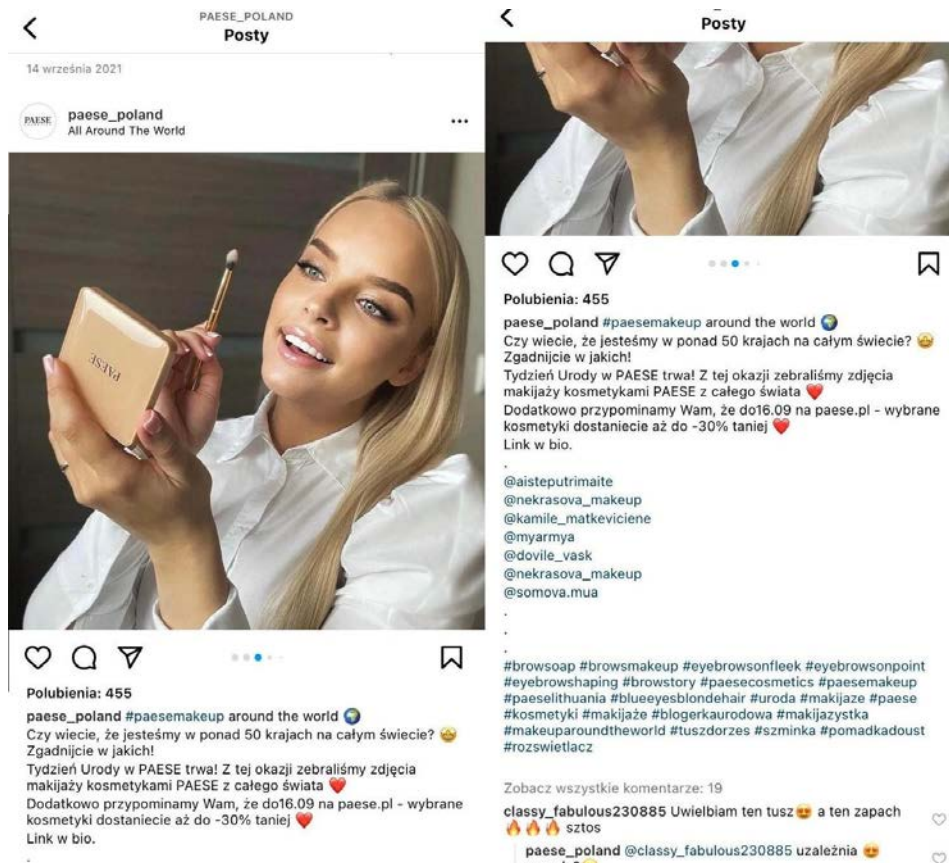 PAESE_POLAND
Posty
14 września 2021
PAESE
paese_poland
All Around The World
PAESE
Polubienia: 455
paese_poland #paesemakeup around the world 🌍
Czy wiecie, że jesteśmy w ponad 50 krajach na całym świecie? 🤩
Zgadnijcie w jakich!
Tydzień Urody w PAESE trwa! Z tej okazji zebraliśmy zdjęcia
makijaży kosmetykami PAESE z całego świata ❤️
Dodatkowo przypominamy Wam, że do16.09 na paese.pl - wybrane
kosmetyki dostaniecie aż do -30% taniej ❤️
Link w bio.
.
Posty
Polubienia: 455
paese_poland #paesemakeup around the world 🌍
Czy wiecie, że jesteśmy w ponad 50 krajach na całym świecie? 🤩
Zgadnijcie w jakich!
Tydzień Urody w PAESE trwa! Z tej okazji zebraliśmy zdjęcia
makijaży kosmetykami PAESE z całego świata ❤️
Dodatkowo przypominamy Wam, że do16.09 na paese.pl - wybrane
kosmetyki dostaniecie aż do -30% taniej ❤️
Link w bio.
.
@aisteputrimaite
@nekrasova_makeup
@kamile_matkeviciene
@myarmya
@dovile_vask
@nekrasova_makeup
@somova.mua
.
.
.
#browsoap #browsmakeup #eyebrowsonfleek #eyebrowsonpoint
#eyebrowshaping #browstory #paesecosmetics #paesemakeup
#paeselithuania #blueeyesblondehair #uroda #makijaze #paese
#kosmetyki #makijaże #blogerkaurodowa #makijazystka
#makeuparoundtheworld #tuszdorzes #szminka #pomadkadoust
#rozswietlacz
Zobacz wszystkie komentarze: 19
classy_fabulous230885 Uwielbiam ten tusz😍 a ten zapach
🔥🔥🔥 sztos
paese_poland @classy_fabulous230885 uzależnia 😍